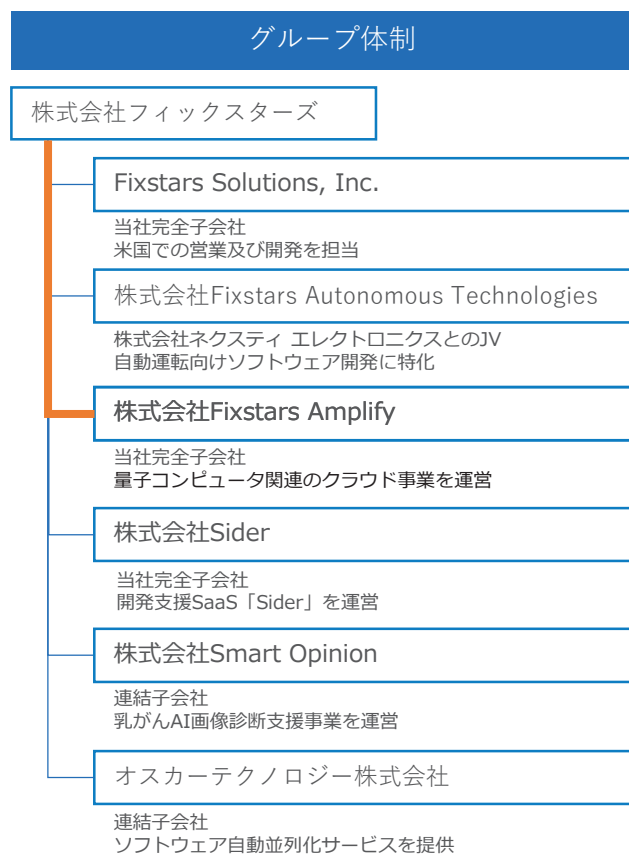 グループ体制
株式会社フィックスターズ
Fixstars Solutions, Inc.
当社完全子会社
米国での営業及び開発を担当
株式会社Fixstars Autonomous Technologies
株式会社ネクスティ エレクトロニクスとのJV
自動運転向けソフトウェア開発に特化
株式会社Fixstars Amplify
当社完全子会社
量子コンピュータ関連のクラウド事業を運営
株式会社Sider
当社完全子会社
開発支援SaaS「Sider」を運営
株式会社Smart Opinion
連結子会社
乳がんAI画像診断支援事業を運営
オスカーテクノロジー株式会社
連結子会社
ソフトウェア自動並列化サービスを提供